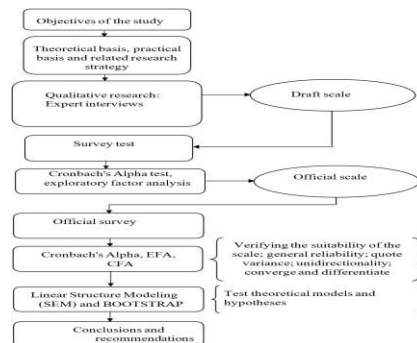 Objectives of the study
Theoretical basis, practical
basis and related research
strategy
Qualitative research:
Expert interviews
Draft scale
Survey test
Cronbach's Alpha test,
exploratory factor analysis
Official scale
Official survey
Cronbach's Alpha, EFA,
CFA
Verifying the suitability of the
scale; general reliability; quote
variance; unidirectionality;
converge and differentiate
Linear Structure Modeling
(SEM) and BOOTSTRAP
Test theoretical models and
hypotheses
Conclusions and
recommendations